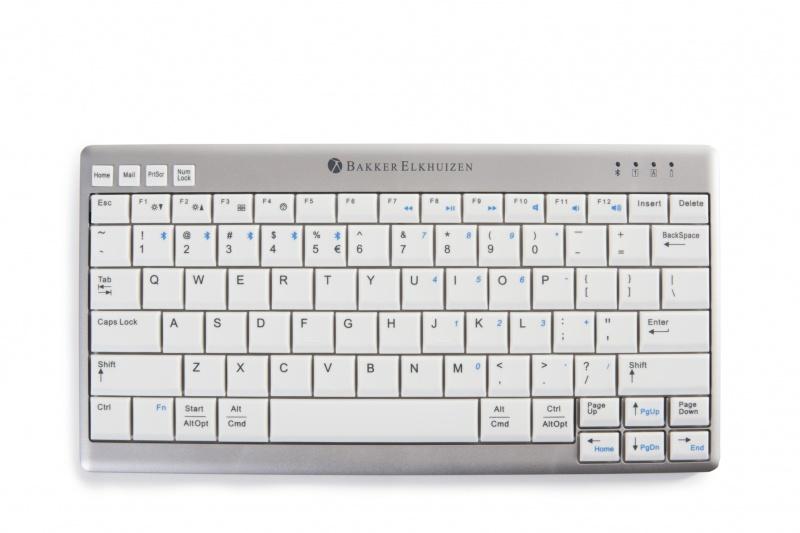 BAKKER ELKHUIZEN
Home Mail PrtScr Num
Lock
1 A
Esc F1 F2 F3 F4 F5 F6 F7 F8 F9 F10 F11 F12 Insert Delete
~ ! @ # $ % ^ & 7 * 8 ( 9 ) * — + BackSpace
1 2 3 4 5 € 6 7 8 9 0 - =
Tab Q W E R T Y U 4 I 5 O 6 P - { } |
[ ] \
Caps Lock A S D F G H J 1 K 2 L 3 : + " Enter
; '
Shift Z X C V B N M 0 < > . ? / Shift
, . /
Ctrl Fn Start Alt Alt Ctrl Page PgUp Page
AltOpt Cmd Cmd AltOpt Up Down
Home PgDn End